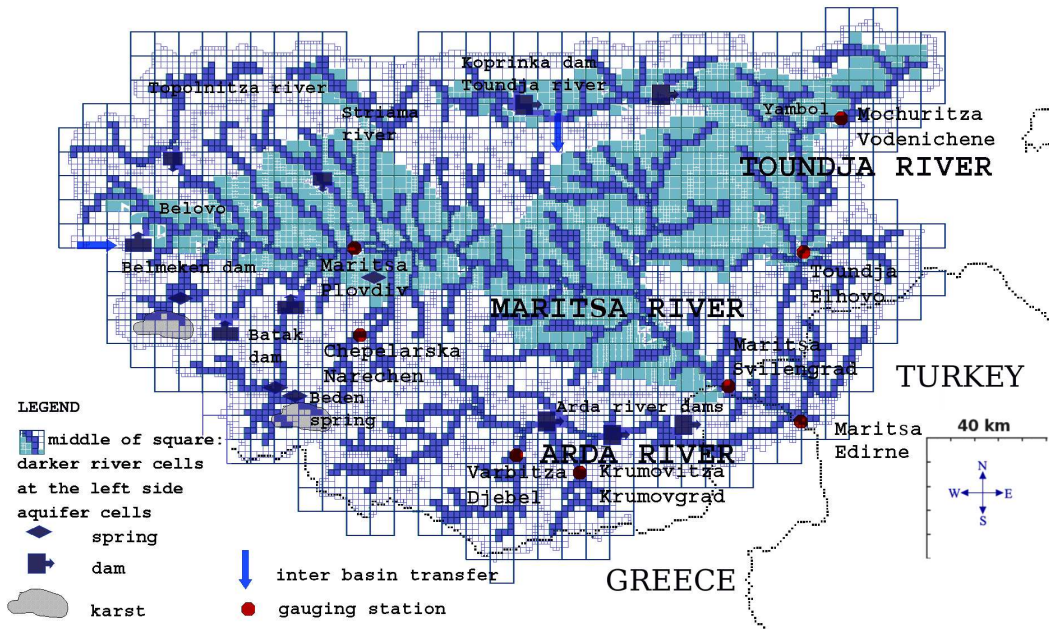 Koprinka dam
Toundja river
Topolnitza river
Striama
river
Yambol
Mochuritza
Vodenichene
TOUNDJA RIVER
Belovo
Belmeken dam
Maritsa
Plovdiv
Toundja
Elhovo
MARITSA RIVER
Batak
dam
Chepelarska
Narechen
Maritsa
Svilengrad
TURKEY
Beden
spring
Arda river dams
Maritsa
Edirne
ARDA RIVER
Varbitza
Djebel
Krumovitza
Krumovgrad
40 km
N
W
E
S
GREECE
LEGEND
middle of square:
darker river cells
at the left side
aquifer cells
spring
dam
karst
inter basin transfer
gauging station